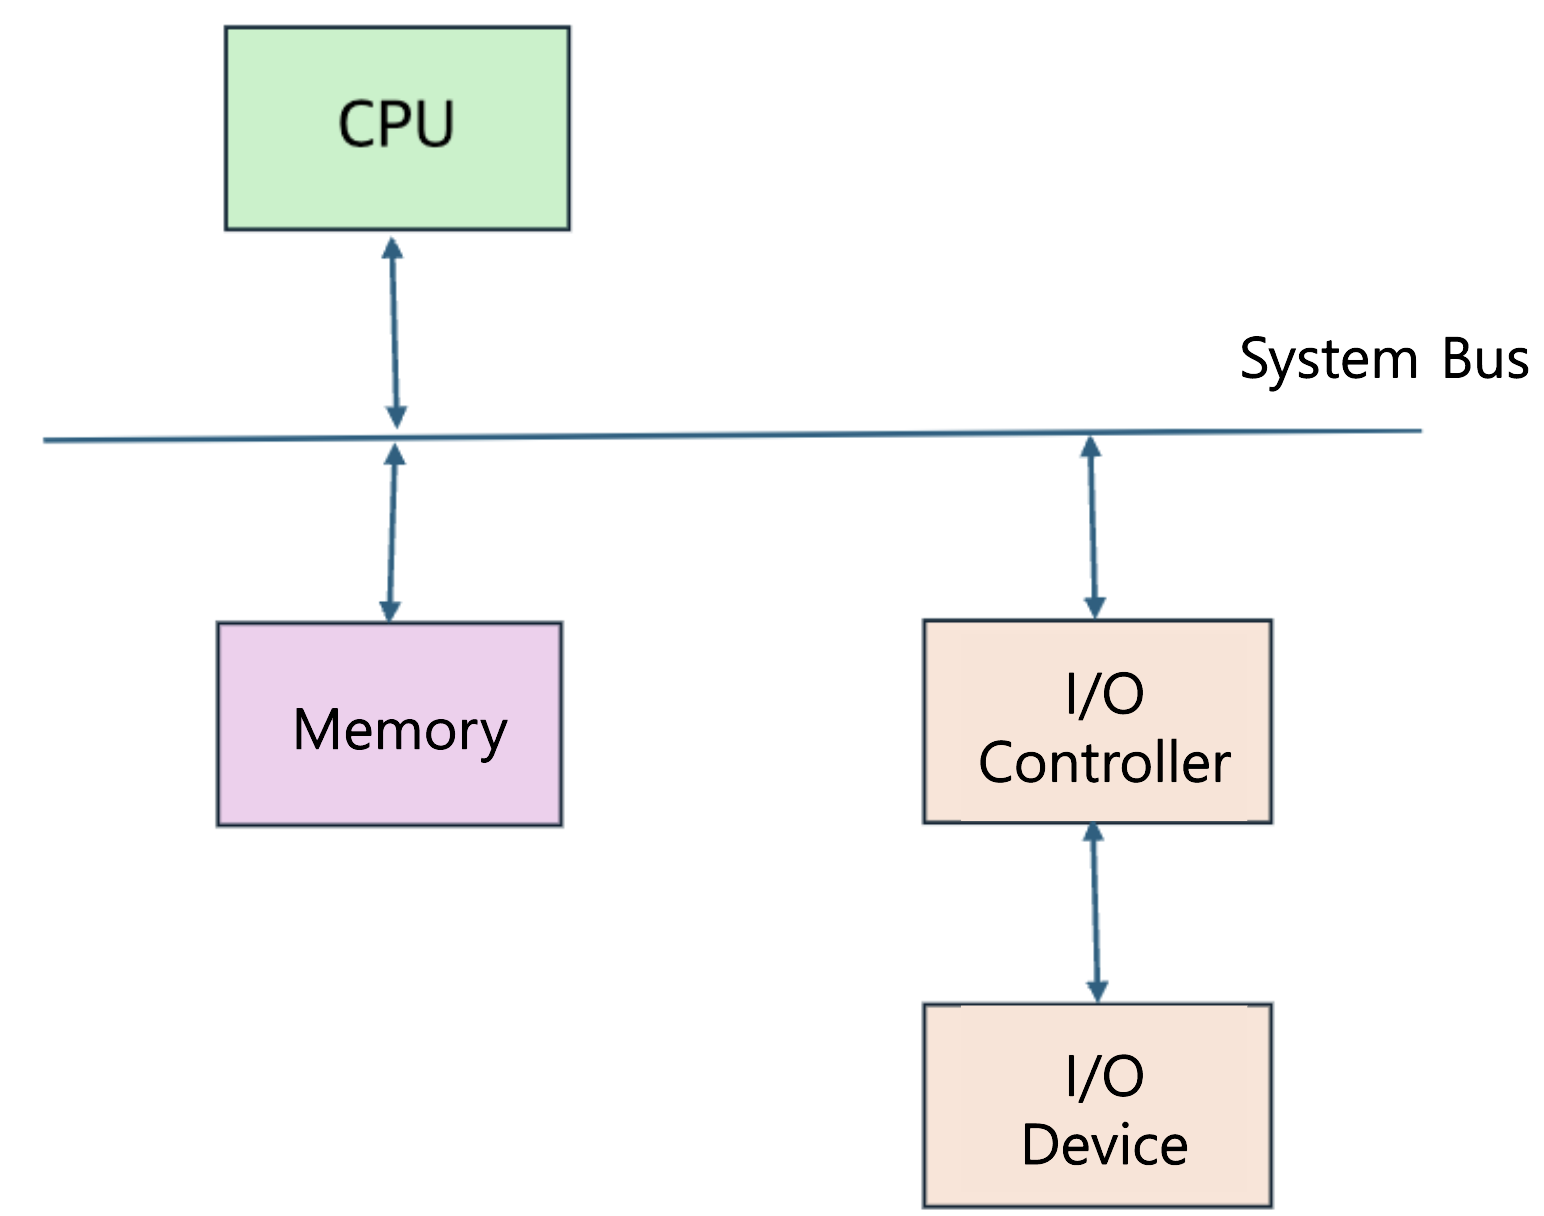 CPU
System Bus
Memory
I/O
Controller
I/O
Device